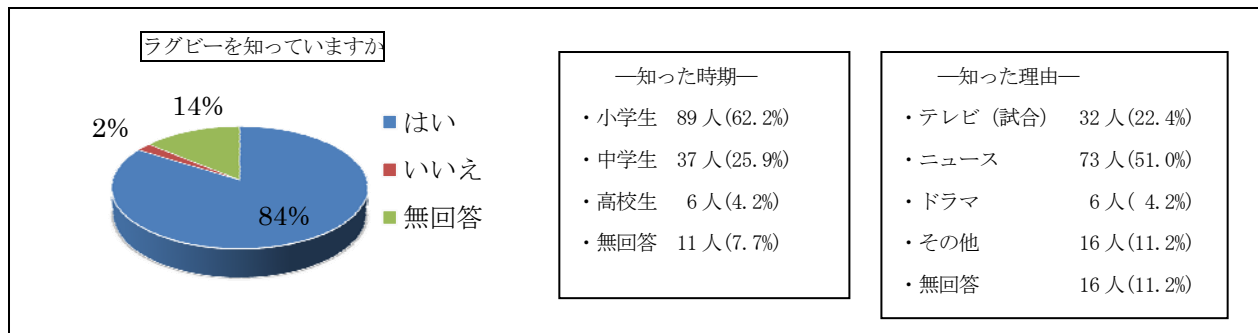 ラグビーを知っていますか
14%
2%
84%
はい
いいえ
無回答
―知った時期―
・小学生 89人(62.2%)
・中学生 37人(25.9%)
・高校生 6人(4.2%)
・無回答 11人(7.7%)
―知った理由―
・テレビ（試合） 32人(22.4%)
・ニュース 73人(51.0%)
・ドラマ 6人( 4.2%)
・その他 16人(11.2%)
・無回答 16人(11.2%)